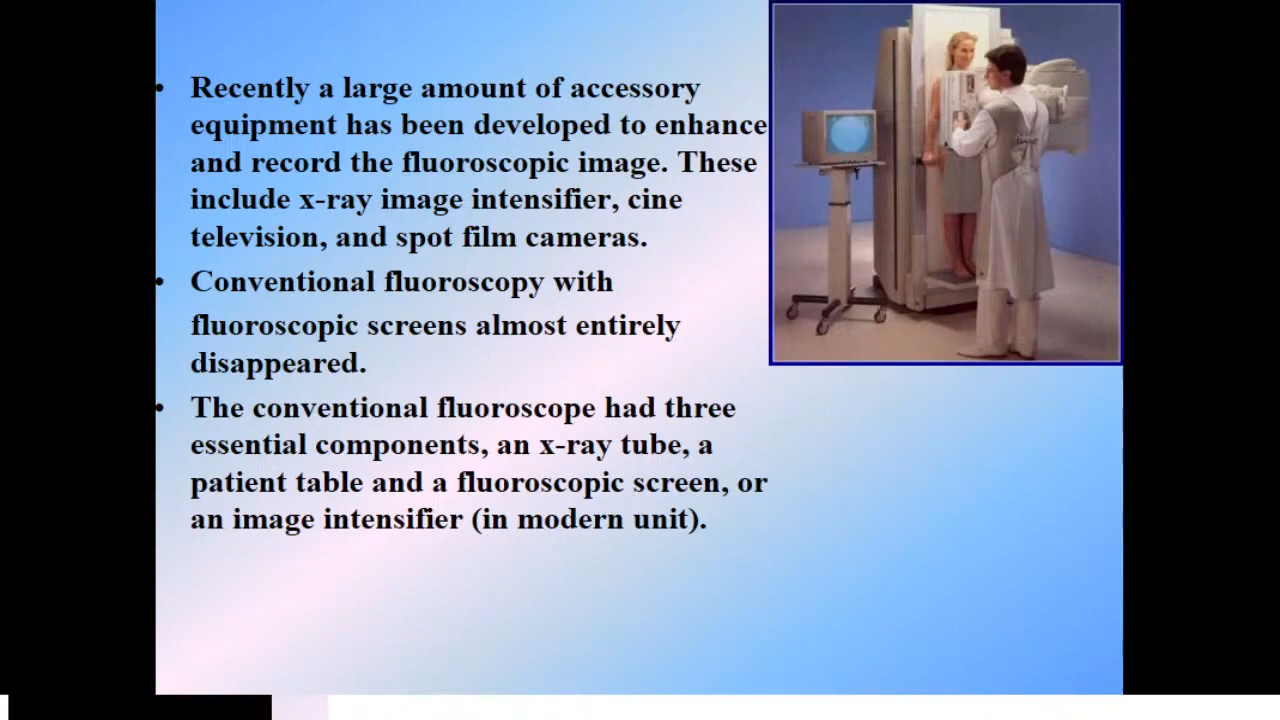 • Recently a large amount of accessory
equipment has been developed to enhance
and record the fluoroscopic image. These
include x-ray image intensifier, cine
television, and spot film cameras.
• Conventional fluoroscopy with
fluoroscopic screens almost entirely
disappeared.
• The conventional fluoroscope had three
essential components, an x-ray tube, a
patient table and a fluoroscopic screen, or
an image intensifier (in modern unit).